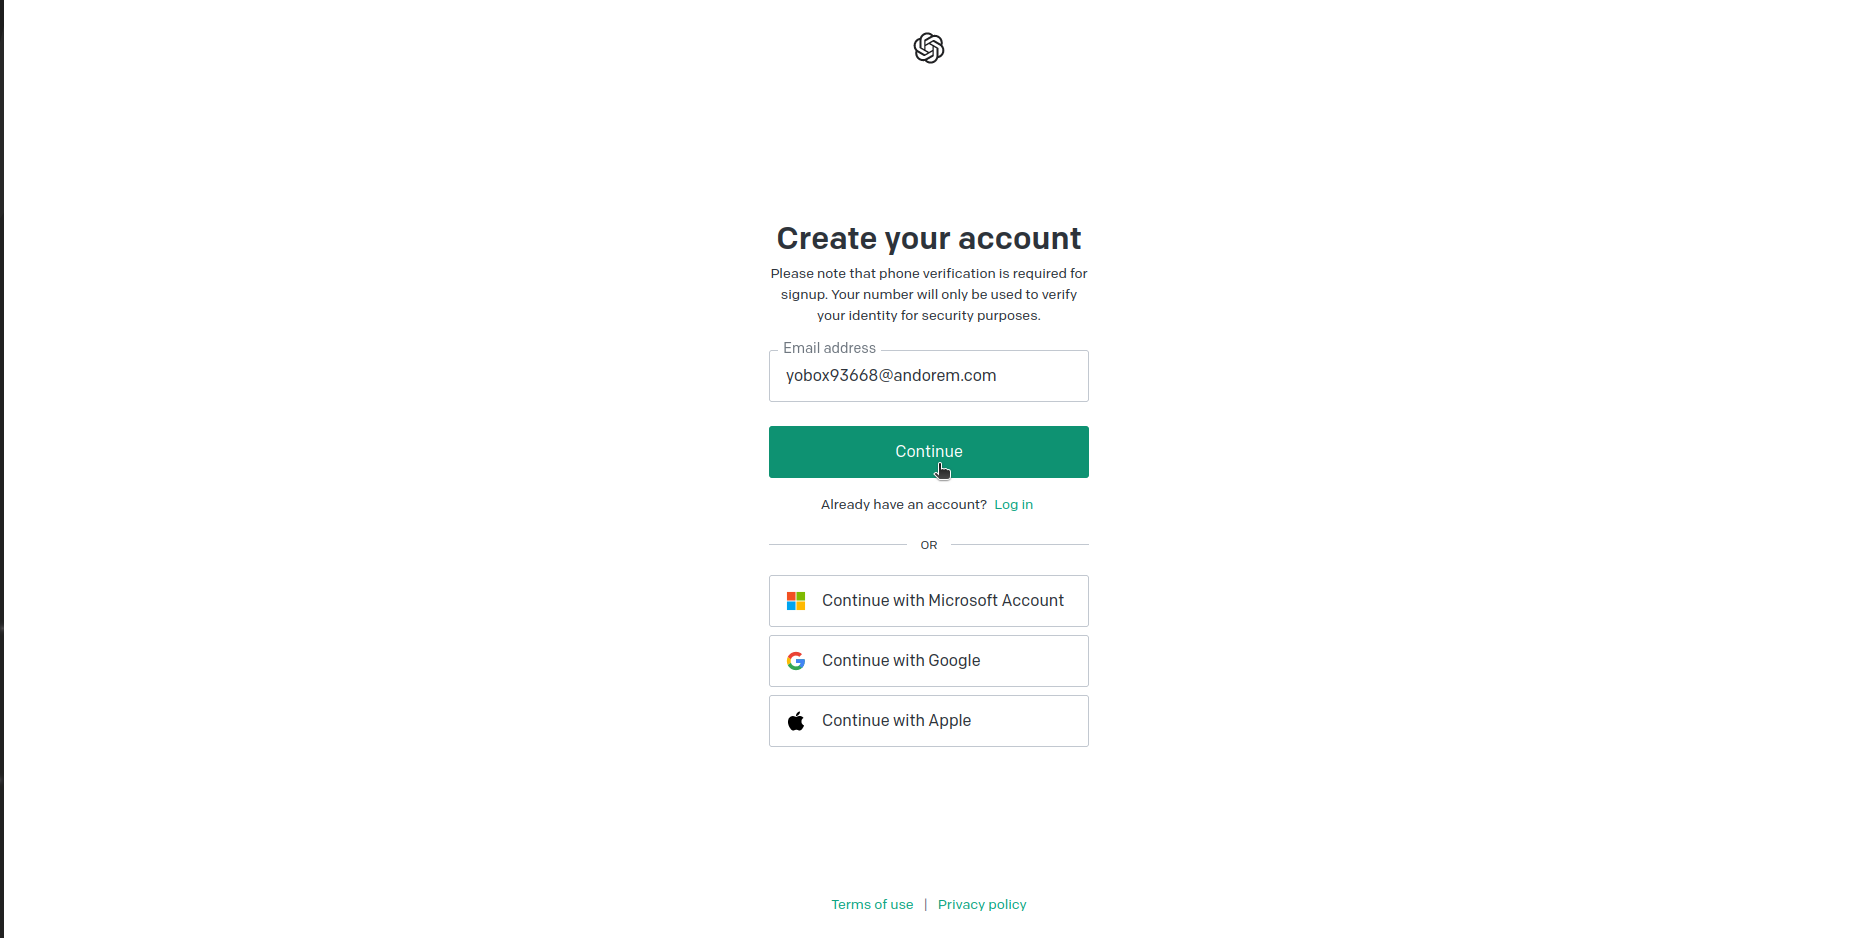 Create your account
Please note that phone verification is required for
signup. Your number will only be used to verify
your identity for security purposes.
Email address
yobox93668@andorem.com
Continue
Already have an account? Log in
OR
Continue with Microsoft Account
Continue with Google
Continue with Apple
Terms of use | Privacy policy